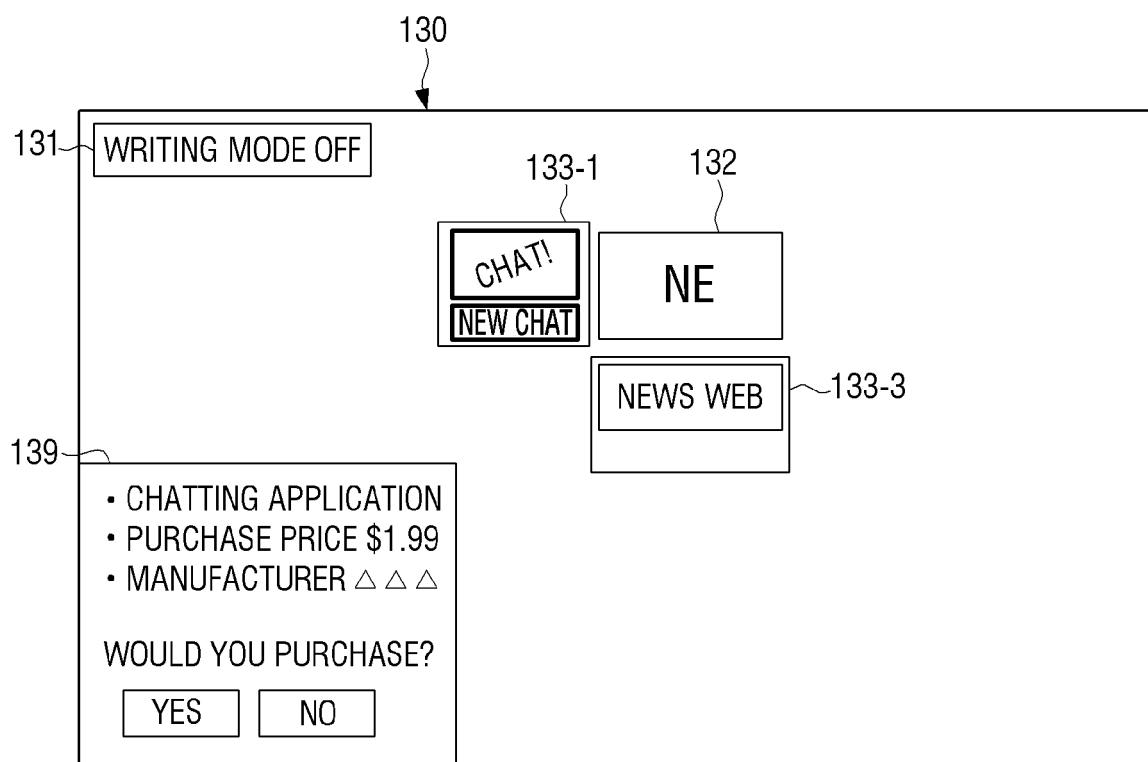 130
131
WRITING MODE OFF
133-1
132
CHAT!
NE
NEW CHAT
NEWS WEB
133-3
139
• CHATTING APPLICATION
• PURCHASE PRICE $1.99
• MANUFACTURER △ △ △
WOULD YOU PURCHASE?
YES NO